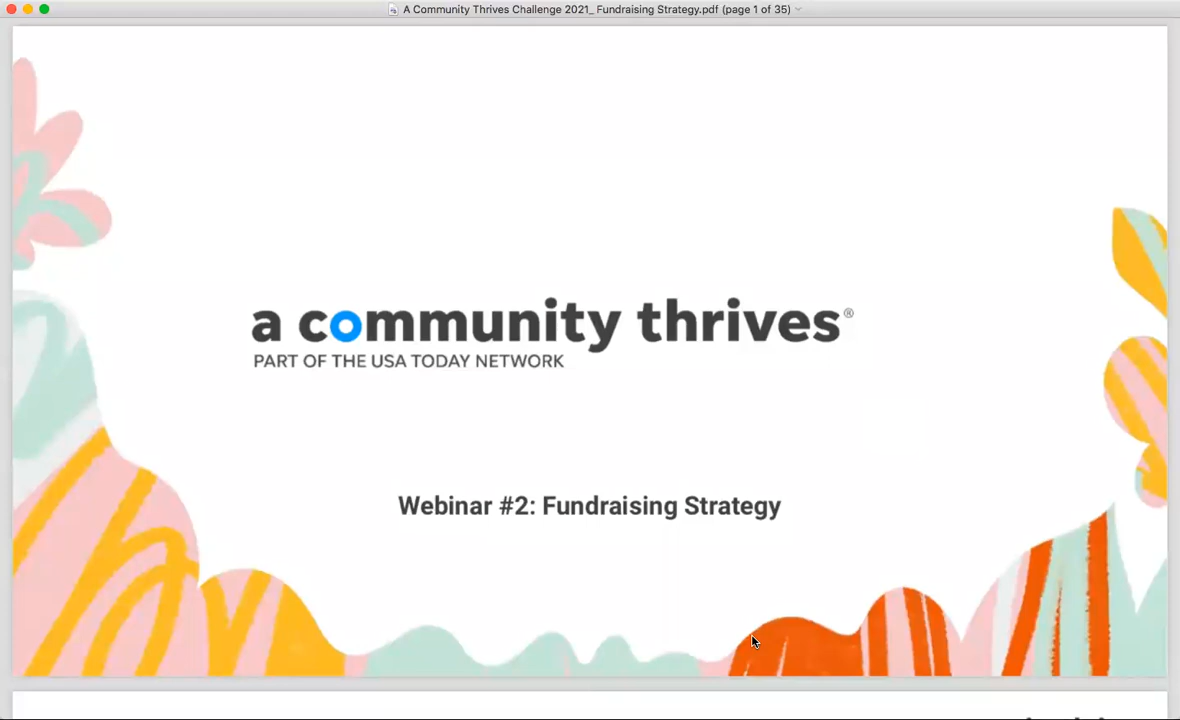 A Community Thrives Challenge 2021_ Fundraising Strategy.pdf (page 1 of 35)
a community thrives®
PART OF THE USA TODAY NETWORK
Webinar #2: Fundraising Strategy